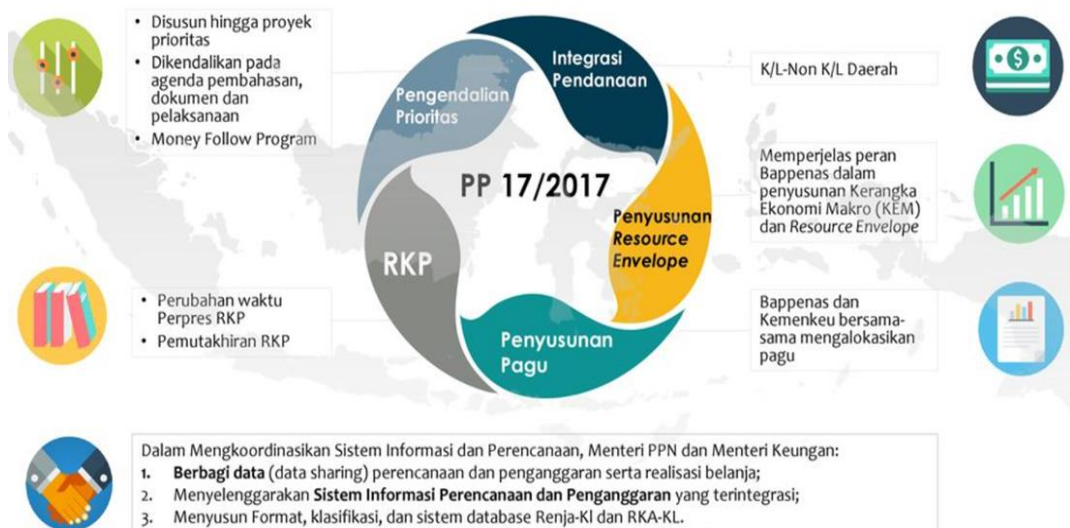 • Disusun hingga proyek
prioritas
• Dikendalikan pada
agenda pembahasan,
dokumen dan
pelaksanaan
• Money Follow Program
Pengendalian
Prioritas
Integrasi
Pendanaan
K/L-Non K/L Daerah
PP 17/2017
Memperjelas peran
Bappenas dalam
penyusunan Kerangka
Ekonomi Makro (KEM)
dan Resource Envelope
Penyusunan
Resource
Envelope
RKP
• Perubahan waktu
Perpres RKP
• Pemutakhiran RKP
Penyusunan
Pagu
Bappenas dan
Kemenkeu bersama-
sama mengalokasikan
pagu
Dalam Mengkoordinasikan Sistem Informasi dan Perencanaan, Menteri PPN dan Menteri Keungan:
1. Berbagi data (data sharing) perencanaan dan penganggaran serta realisasi belanja;
2. Menyelenggarakan Sistem Informasi Perencanaan dan Penganggaran yang terintegrasi;
3. Menyusun Format, klasifikasi, dan sistem database Renja-Kl dan RKA-KL.